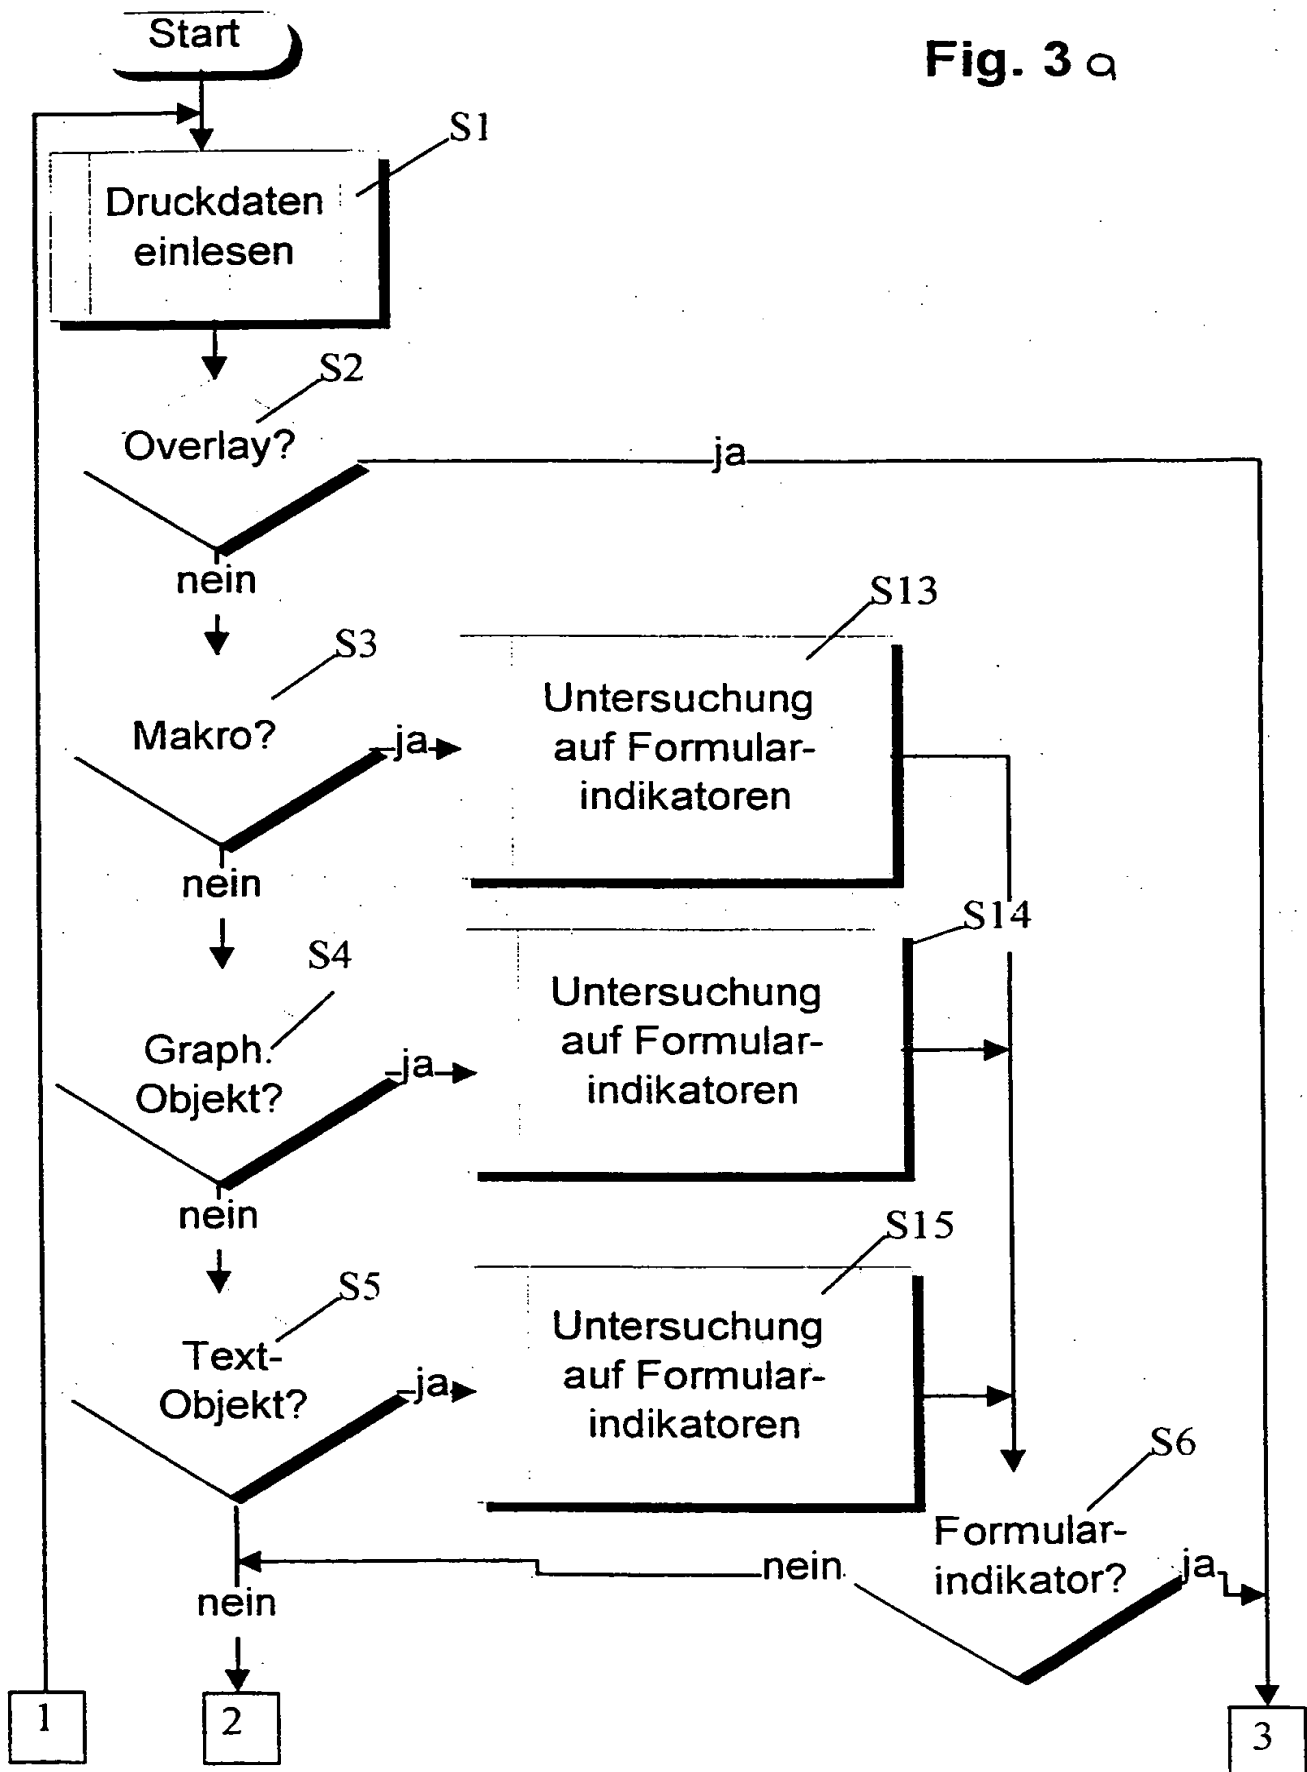 Start
Fig. 3 a
S1
Druckdaten
einlesen
S2
Overlay?
ja
nein
S13
S3
Untersuchung
auf Formular-
indikatoren
Makro?
ja
nein
S14
S4
Untersuchung
auf Formular-
indikatoren
Graph.
Objekt?
ja
nein
S15
S5
Untersuchung
auf Formular-
indikatoren
Text-
Objekt?
ja
S6
Formular-
indikator?
ja
nein
nein
1
2
3